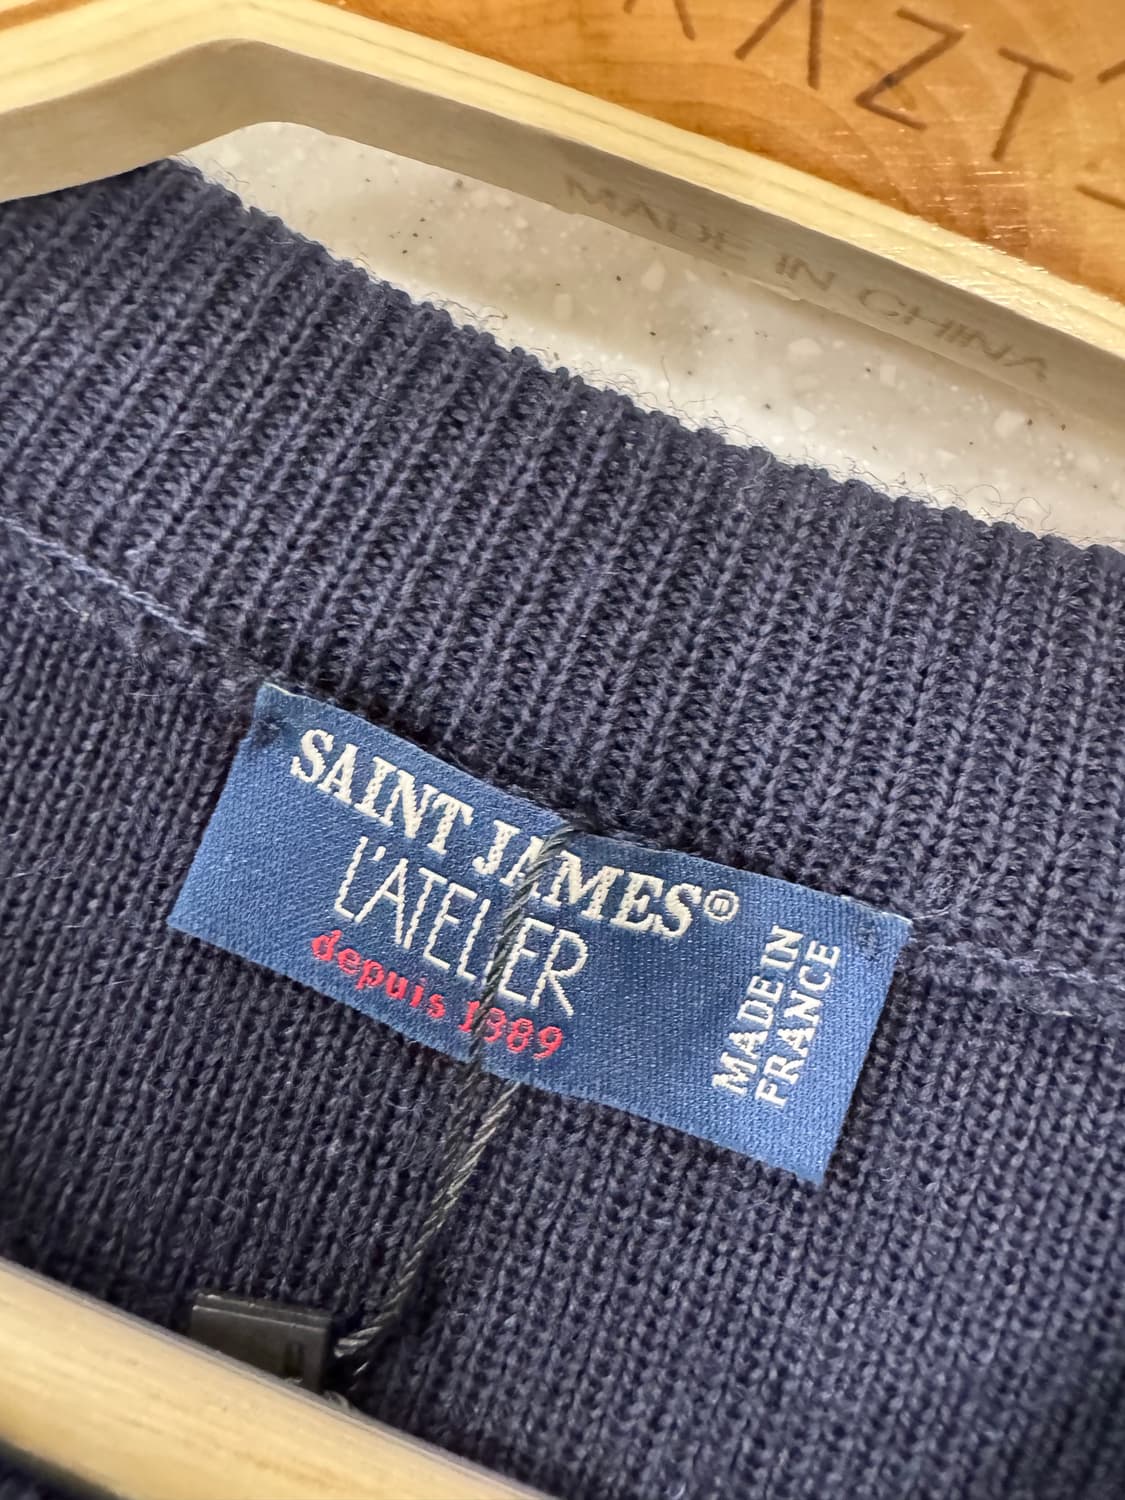 MADE IN CHINA
SAINT JAMES®
L'ATELIER
depuis 1889
MADE IN
FRANCE